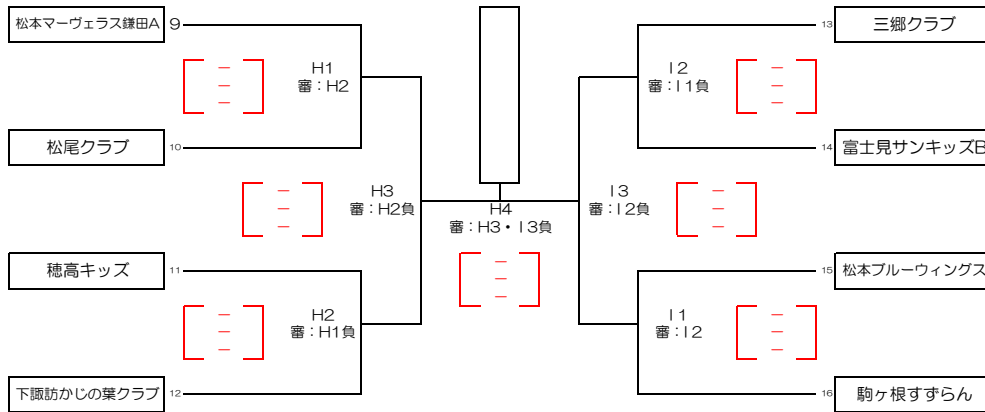 松本マーヴェラス鎌田A 9
H1
審：H2
松尾クラブ 10
H3
審：H2負
穂高キッズ 11
H2
審：H1負
下諏訪かじの葉クラブ 12
H4
審：H3・I3負
13 三郷クラブ
I2
審：I1負
14 富士見サンキッズB
I3
審：I2負
15 松本ブルーウィングス
I1
審：I2
16 駒ヶ根すずらん